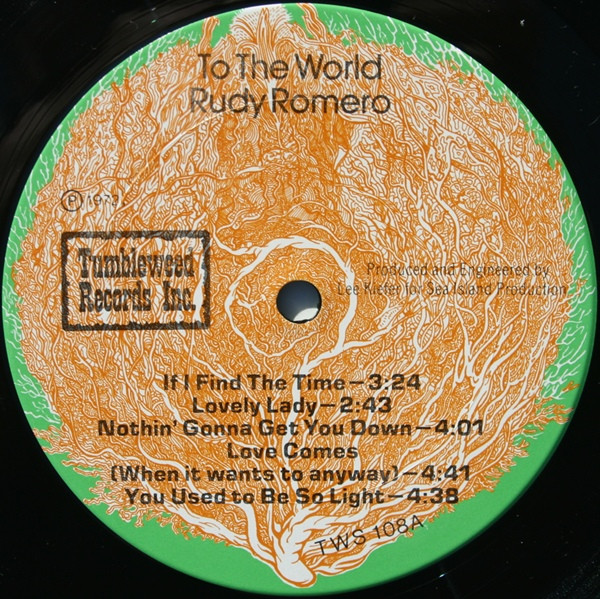 To The World
Rudy Romero
Ⓟ 1972
Tumbleweed
Records Inc.
Produced and Engineered by
Lee Kiefer for Sea Island Production
If I Find The Time—3:24
Lovely Lady—2:43
Nothin' Gonna Get You Down—4:01
Love Comes
(When it wants to anyway)—4:41
You Used to Be So Light—4:38
TWS 108A